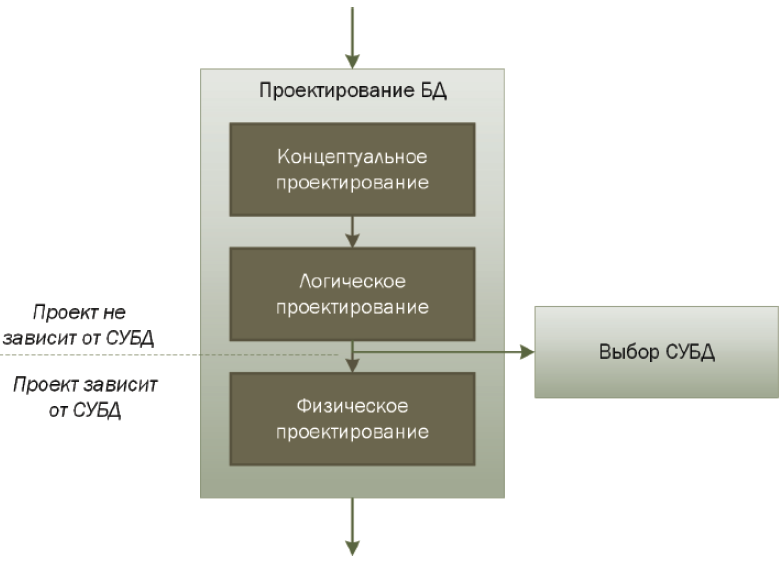 Проектирование БД
Концептуальное
проектирование
Логическое
проектирование
Проект не
зависит от СУБД
Выбор СУБД
Проект зависит
от СУБД
Физическое
проектирование